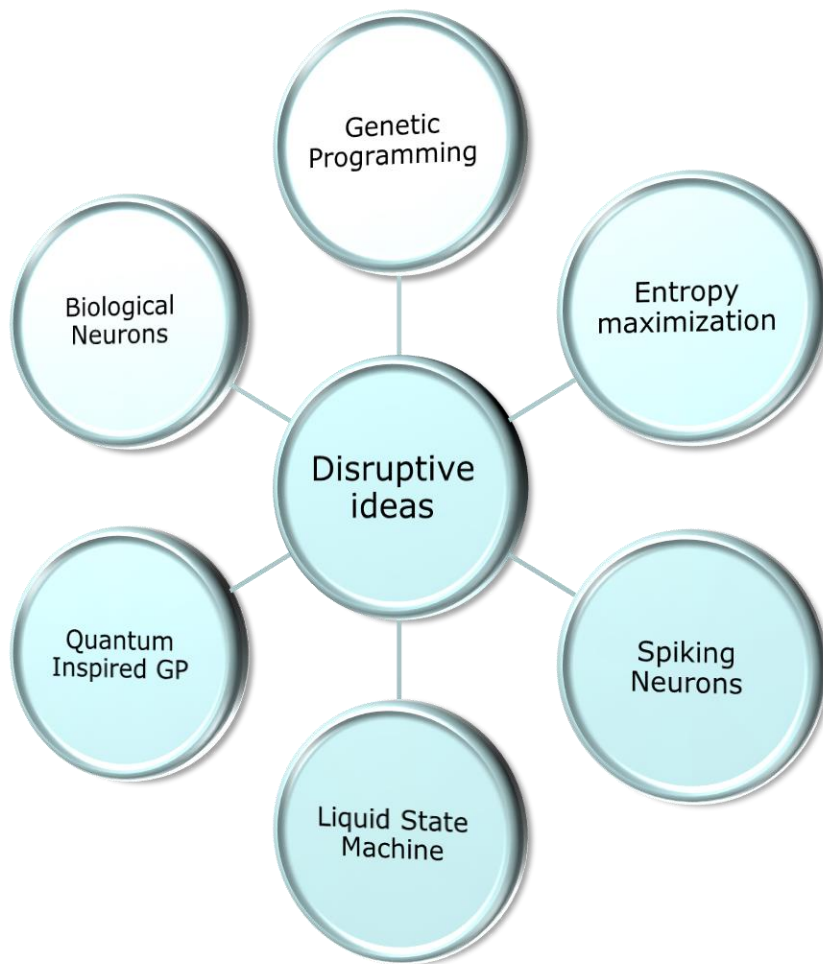 Genetic
Programming
Entropy
maximization
Biological
Neurons
Disruptive
ideas
Quantum
Inspired GP
Spiking
Neurons
Liquid State
Machine